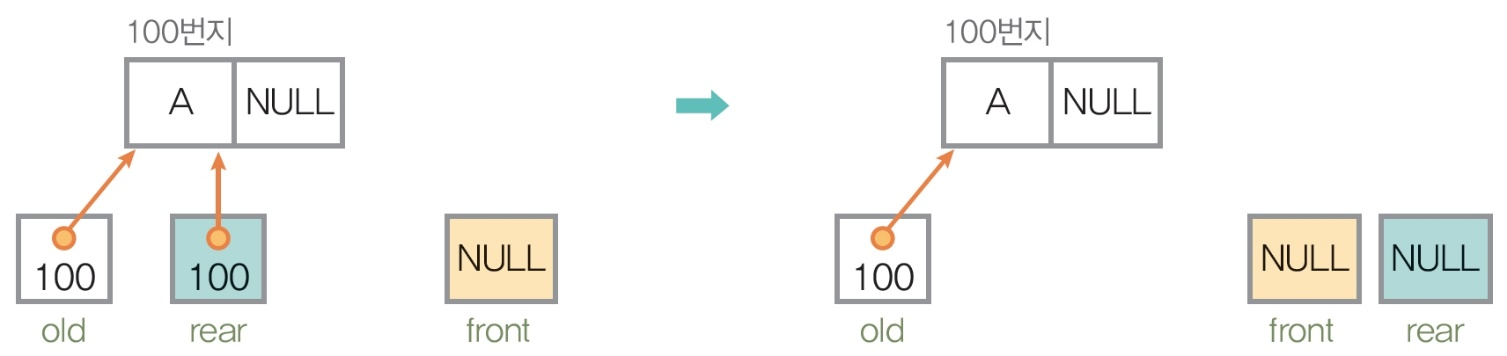 100번지
A NULL
100
old
100
rear
NULL
front
100번지
A NULL
100
old
NULL
front
NULL
rear